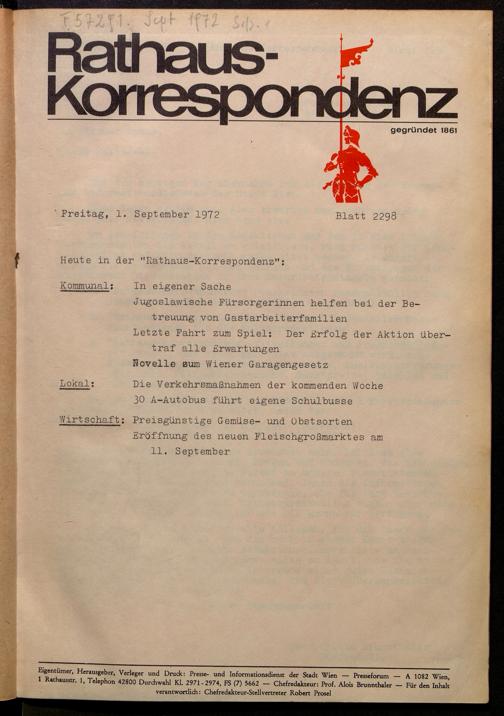 I 57291. Sept 1972
Rathaus-
Korrespondenz
gegründet 1861
Freitag, 1. September 1972 Blatt 2298
Heute in der "Rathaus-Korrespondenz":
Kommunal: In eigener Sache
Jugoslawische Fürsorgerinnen helfen bei der Be-
treuung von Gastarbeiterfamilien
Letzte Fahrt zum Spiel: Der Erfolg der Aktion über-
traf alle Erwartungen
Novelle zum Wiener Garagengesetz
Lokal: Die Verkehrsmaßnahmen der kommenden Woche
30 A-Autobus führt eigene Schulbusse
Wirtschaft: Preisgünstige Gemüse- und Obstsorten
Eröffnung des neuen Fleischgroßmarktes am
11. September
Eigentümer, Herausgeber, Verleger und Druck: Presse- und Informationsdienst der Stadt Wien — Presseforum — A 1082 Wien,
1 Rathausstr. 1, Telephon 42800 Durchwahl Kl. 2971-2974, FS (7) 5662 — Chefredakteur: Prof. Alois Brunnthaler — Für den Inhalt
verantwortlich: Chefredakteur-Stellvertreter Robert Prosel